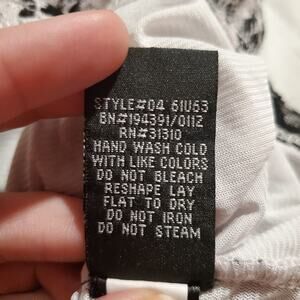 STYLE#04 61U63
BN#194391/0112
RN#31310
HAND WASH COLD
WITH LIKE COLORS
DO NOT BLEACH
RESHAPE LAY
FLAT TO DRY
DO NOT IRON
DO NOT STEAM